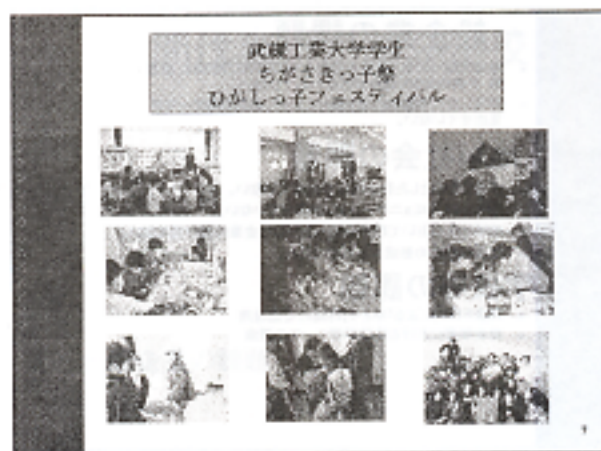 武蔵工業大学学生
ちがさきっ子祭
ひがしっ子フェスティバル